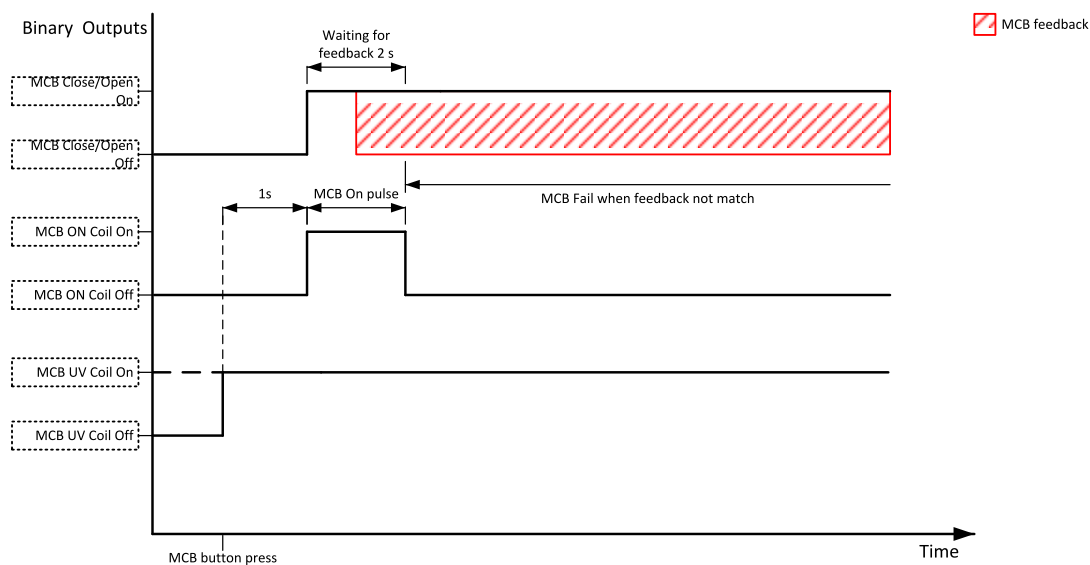 Binary Outputs
MCB feedback
Waiting for
feedback 2 s
MCB Close/Open
On
MCB Close/Open
Off
MCB Fail when feedback not match
1s
MCB On pulse
MCB ON Coil On
MCB ON Coil Off
MCB UV Coil On
MCB UV Coil Off
Time
MCB button press